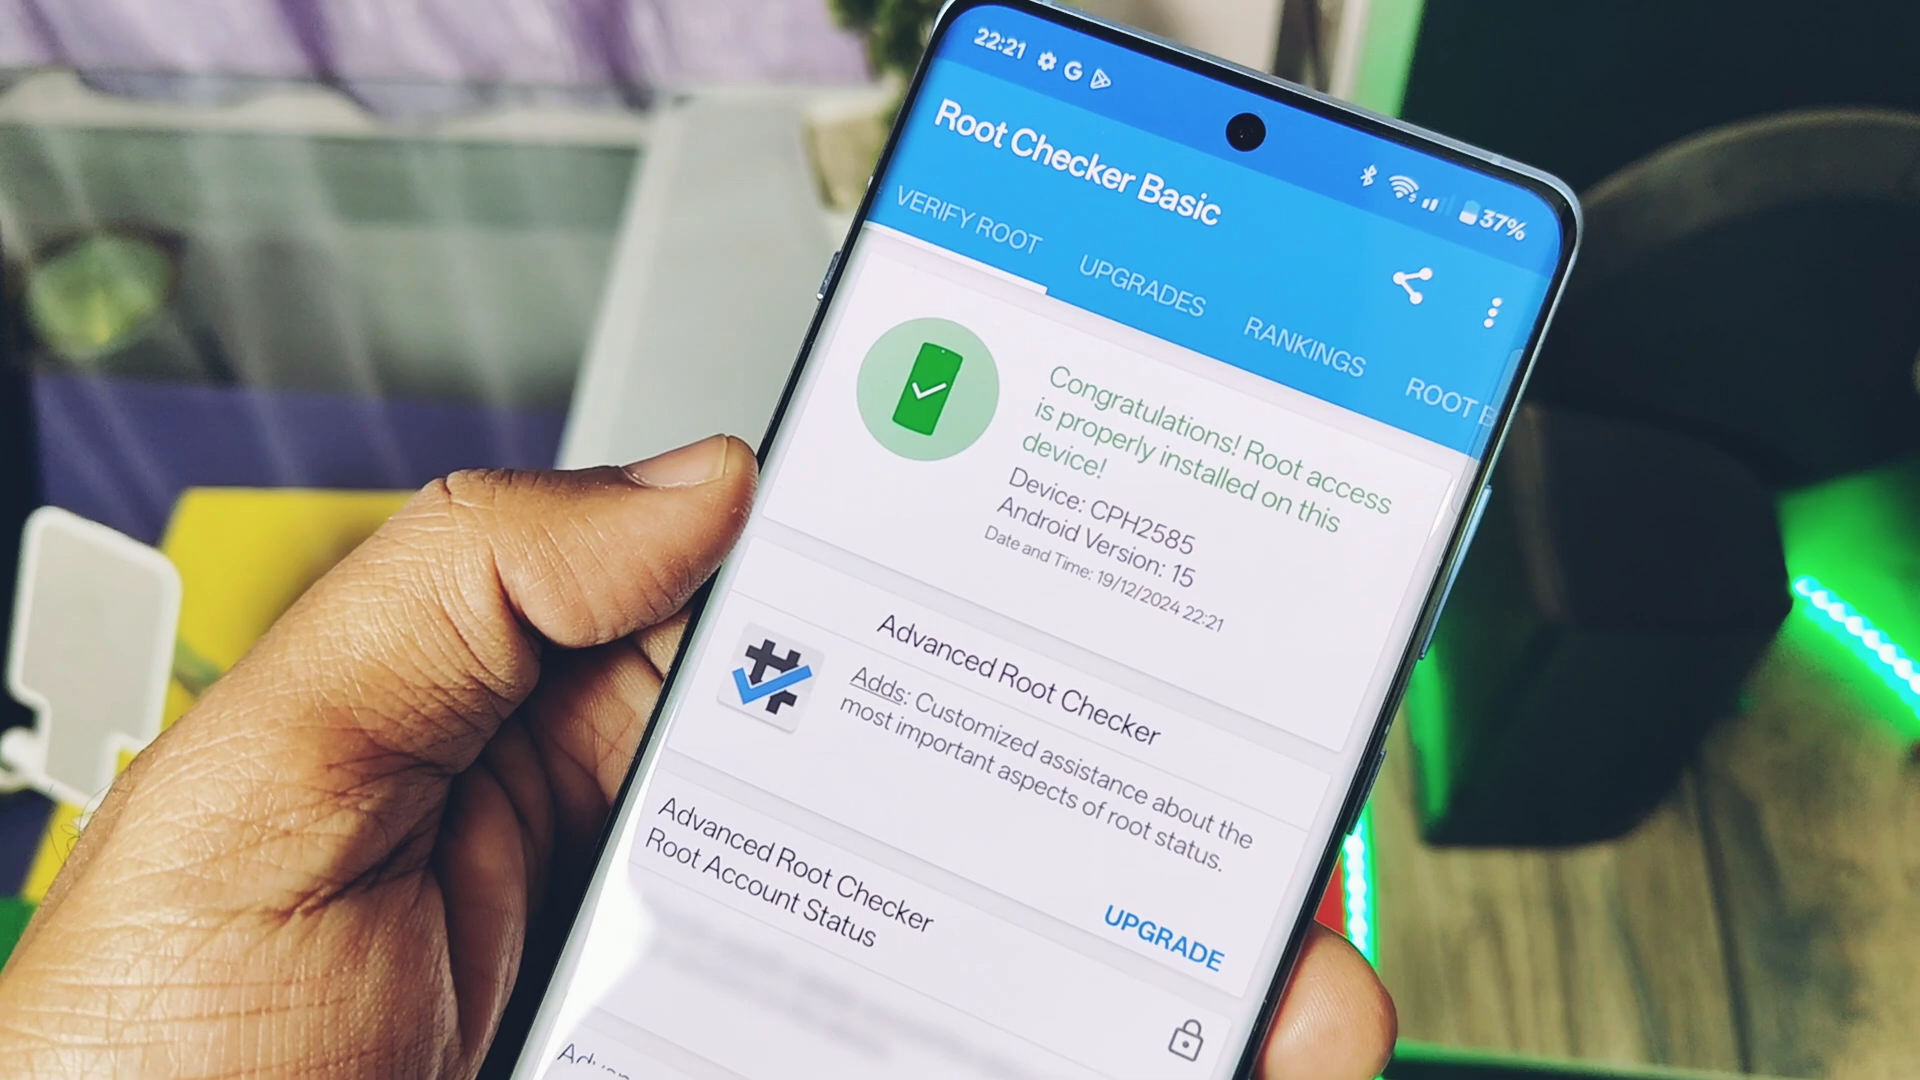 22:21
37%
Root Checker Basic
VERIFY ROOT
UPGRADES
RANKINGS
ROOT B
Congratulations! Root access
is properly installed on this
device!
Device: CPH2585
Android Version: 15
Date and Time: 19/12/2024 22:21
Advanced Root Checker
Adds: Customized assistance about the
most important aspects of root status.
UPGRADE
Advanced Root Checker
Root Account Status